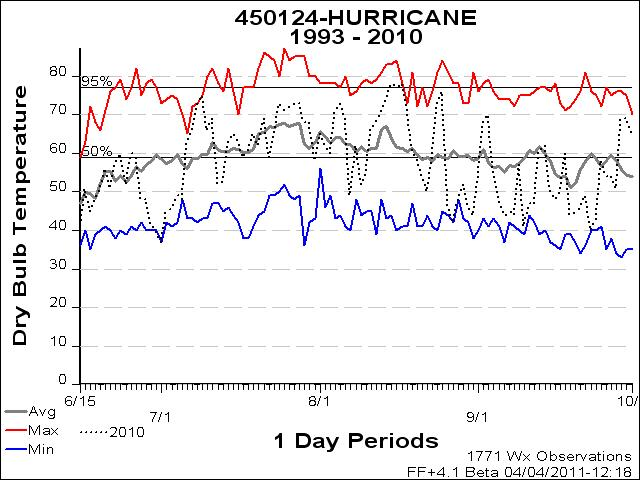 450124-HURRICANE
1993 - 2010
Dry Bulb Temperature
80
70
60
50
40
30
20
10
0
95%
50%
6/15
7/1
8/1
9/1
10/
Avg
Max
2010
Min
1 Day Periods
1771 Wx Observations
FF+4.1 Beta 04/04/2011-12:18